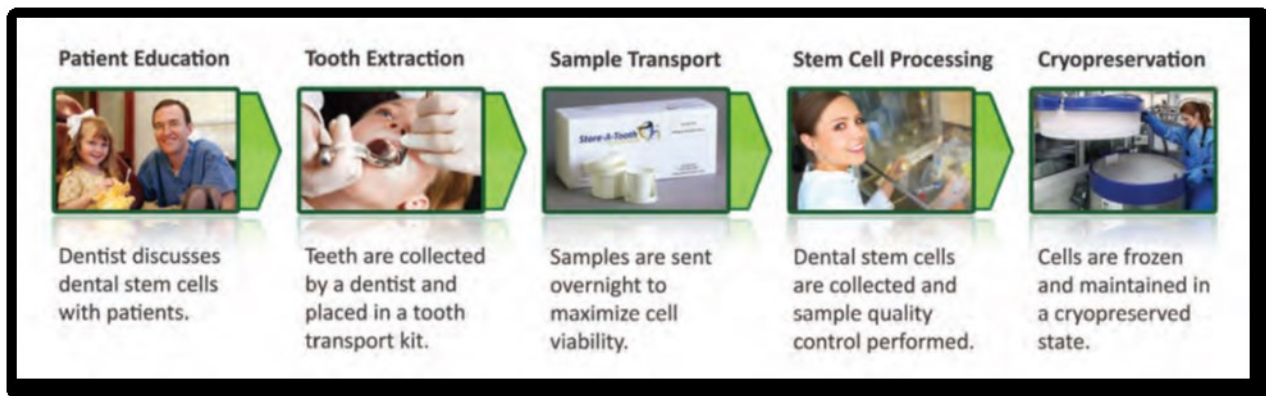 Patient Education
Dentist discusses
dental stem cells
with patients.
Tooth Extraction
Teeth are collected
by a dentist and
placed in a tooth
transport kit.
Sample Transport
Store-A-Tooth
Samples are sent
overnight to
maximize cell
viability.
Stem Cell Processing
Dental stem cells
are collected and
sample quality
control performed.
Cryopreservation
Cells are frozen
and maintained in
a cryopreserved
state.